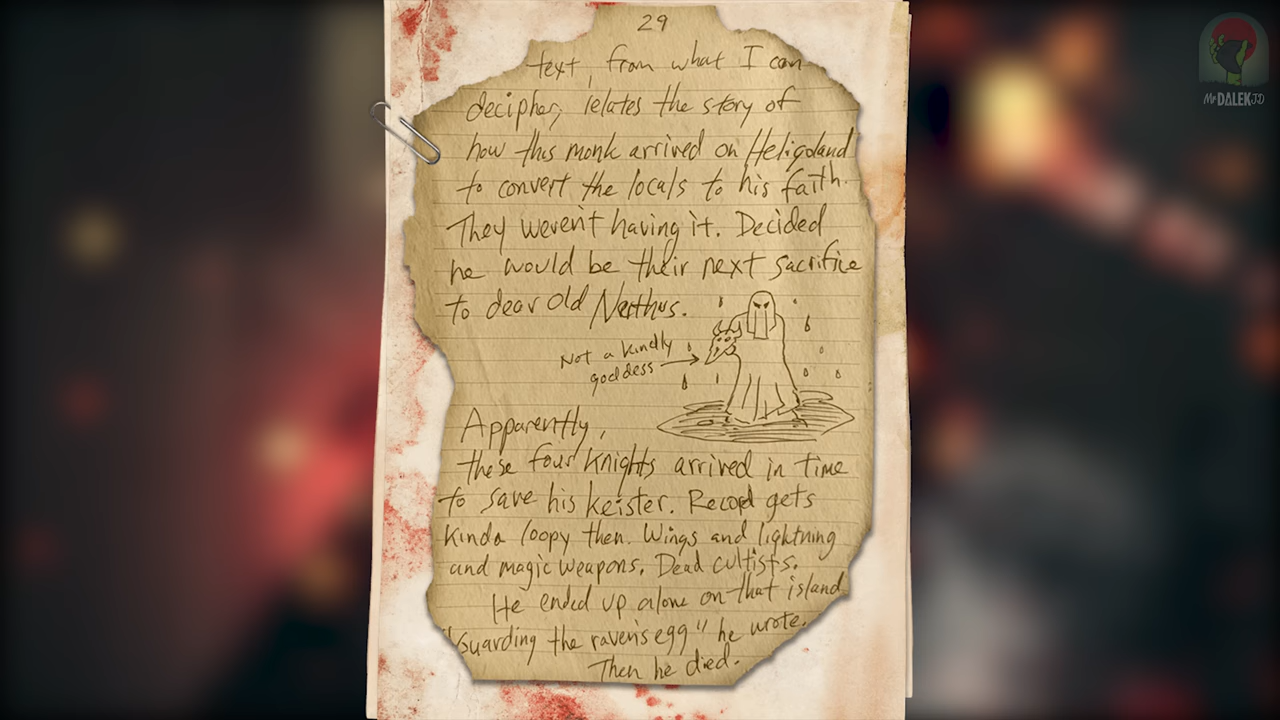 29
text, from what I can
decipher, relates the story of
how this monk arrived on Heligoland
to convert the locals to his faith.
They weren't having it. Decided
he would be their next sacrifice
to dear old Nerthus.
Not a kindly
goddess
Apparently,
these four knights arrived in time
to save his keister. Record gets
kinda loopy then. Wings and lightning
and magic weapons. Dead cultists.
He ended up alone on that island
"Guarding the raven's egg" he wrote.
Then he died.
Mr DALEKJD